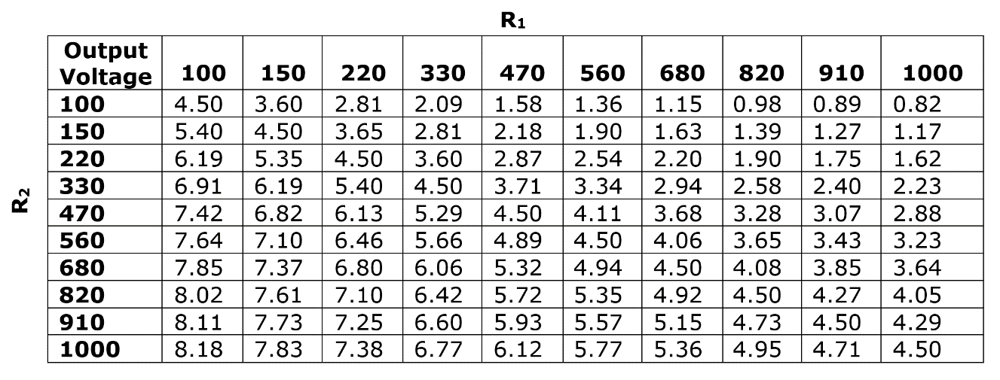 R₁
Output Voltage 100 150 220 330 470 560 680 820 910 1000
100 4.50 3.60 2.81 2.09 1.58 1.36 1.15 0.98 0.89 0.82
150 5.40 4.50 3.65 2.81 2.18 1.90 1.63 1.39 1.27 1.17
220 6.19 5.35 4.50 3.60 2.87 2.54 2.20 1.90 1.75 1.62
R₂
330 6.91 6.19 5.40 4.50 3.71 3.34 2.94 2.58 2.40 2.23
470 7.42 6.82 6.13 5.29 4.50 4.11 3.68 3.28 3.07 2.88
560 7.64 7.10 6.46 5.66 4.89 4.50 4.06 3.65 3.43 3.23
680 7.85 7.37 6.80 6.06 5.32 4.94 4.50 4.08 3.85 3.64
820 8.02 7.61 7.10 6.42 5.72 5.35 4.92 4.50 4.27 4.05
910 8.11 7.73 7.25 6.60 5.93 5.57 5.15 4.73 4.50 4.29
1000 8.18 7.83 7.38 6.77 6.12 5.77 5.36 4.95 4.71 4.50